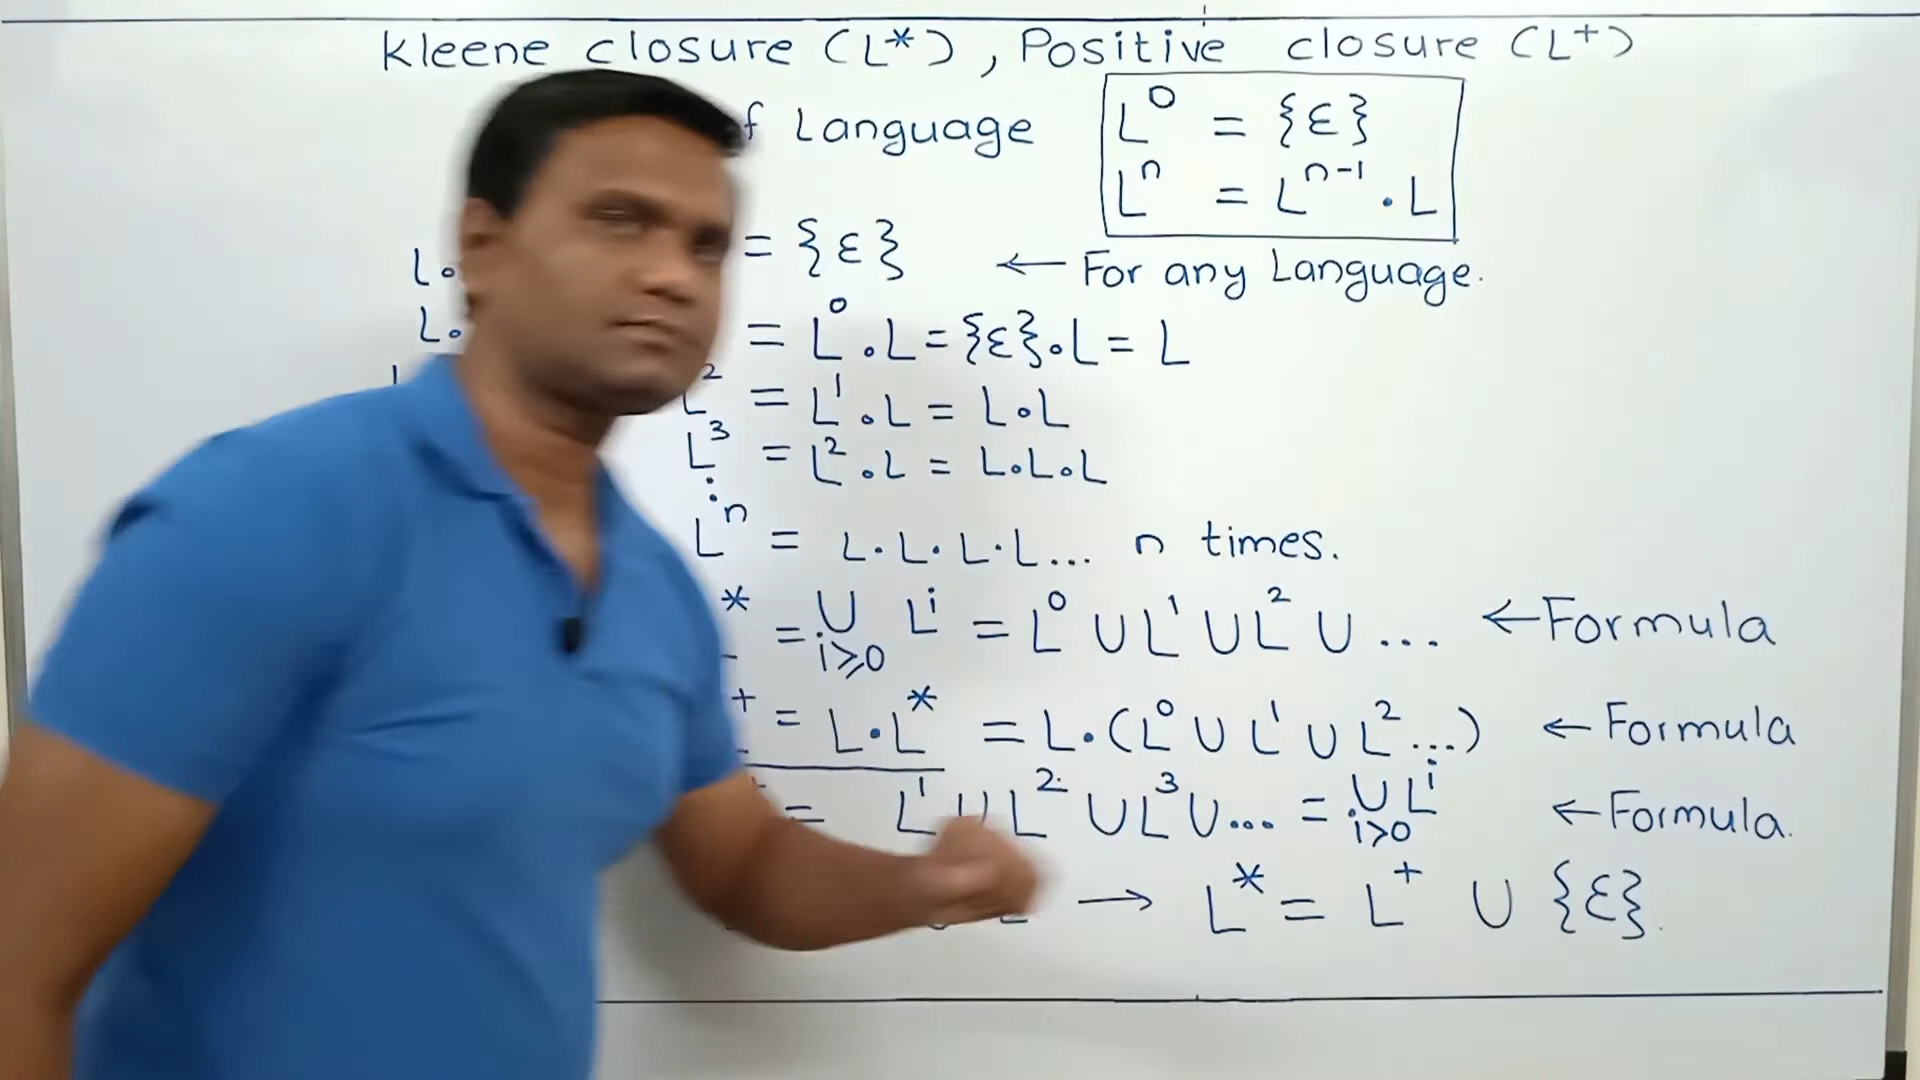 Kleene closure (L*), Positive closure (L⁺)
Language
L⁰ = {ε}
Lⁿ = Lⁿ⁻¹ . L
= {ε} ← For any Language.
= L⁰.L = {ε}.L = L
L² = L¹.L = L.L
L³ = L².L = L.L.L
:
Lⁿ = L.L.L.L... n times.
* = ∪ i≥0 Lⁱ = L⁰ ∪ L¹ ∪ L² ∪ ... ← Formula
+ = L.L* = L.(L⁰ ∪ L¹ ∪ L²...) ← Formula
= L¹ ∪ L² ∪ L³ ∪... = ∪ i>0 Lⁱ ← Formula.
→ L* = L⁺ ∪ {ε}.